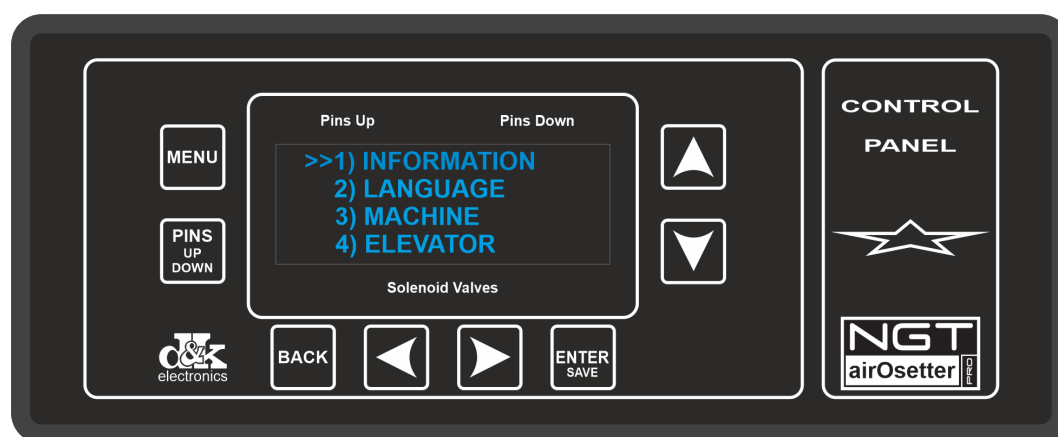 MENU
PINS
UP
DOWN
Pins Up Pins Down
>>1) INFORMATION
2) LANGUAGE
3) MACHINE
4) ELEVATOR
Solenoid Valves
d&k
electronics
BACK
ENTER
SAVE
CONTROL
PANEL
NGT
airOsetter
PRO